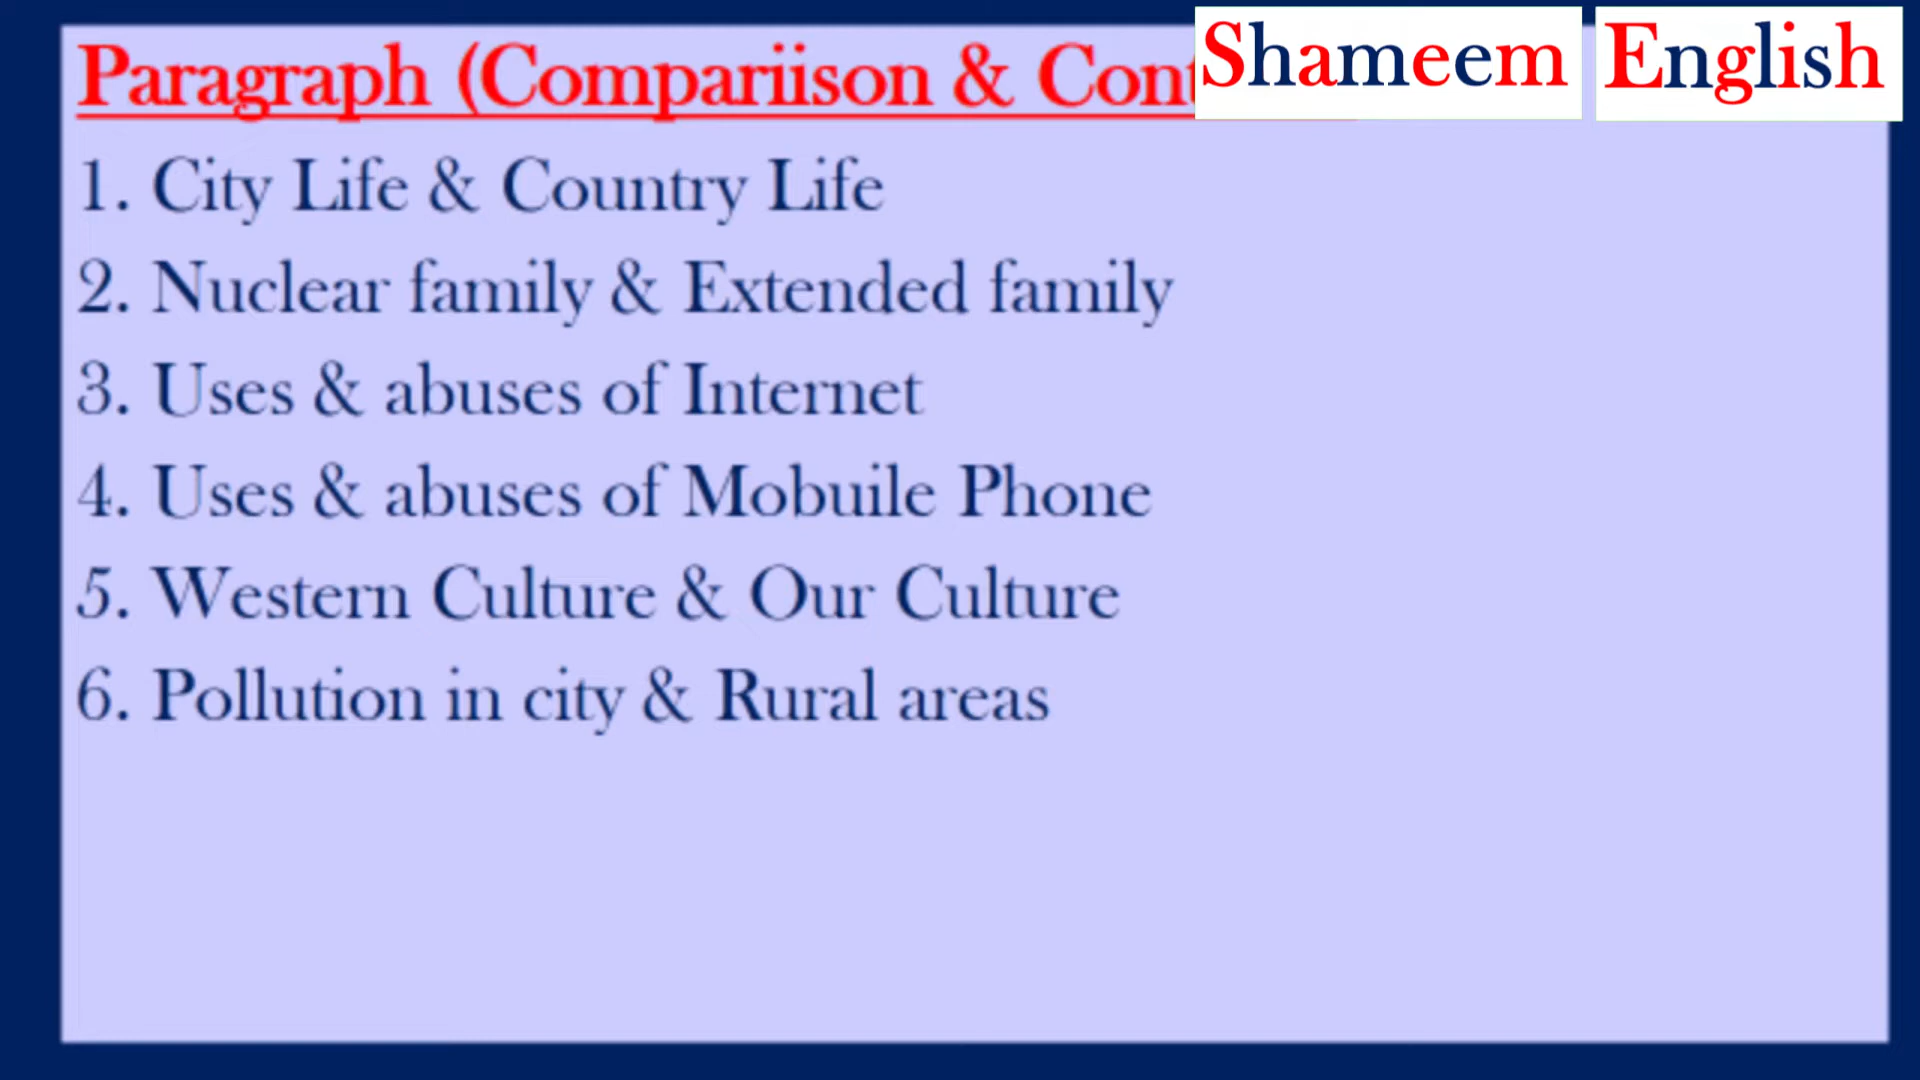 Paragraph (Compariison & Cont
Shameem English
1. City Life & Country Life
2. Nuclear family & Extended family
3. Uses & abuses of Internet
4. Uses & abuses of Mobuile Phone
5. Western Culture & Our Culture
6. Pollution in city & Rural areas